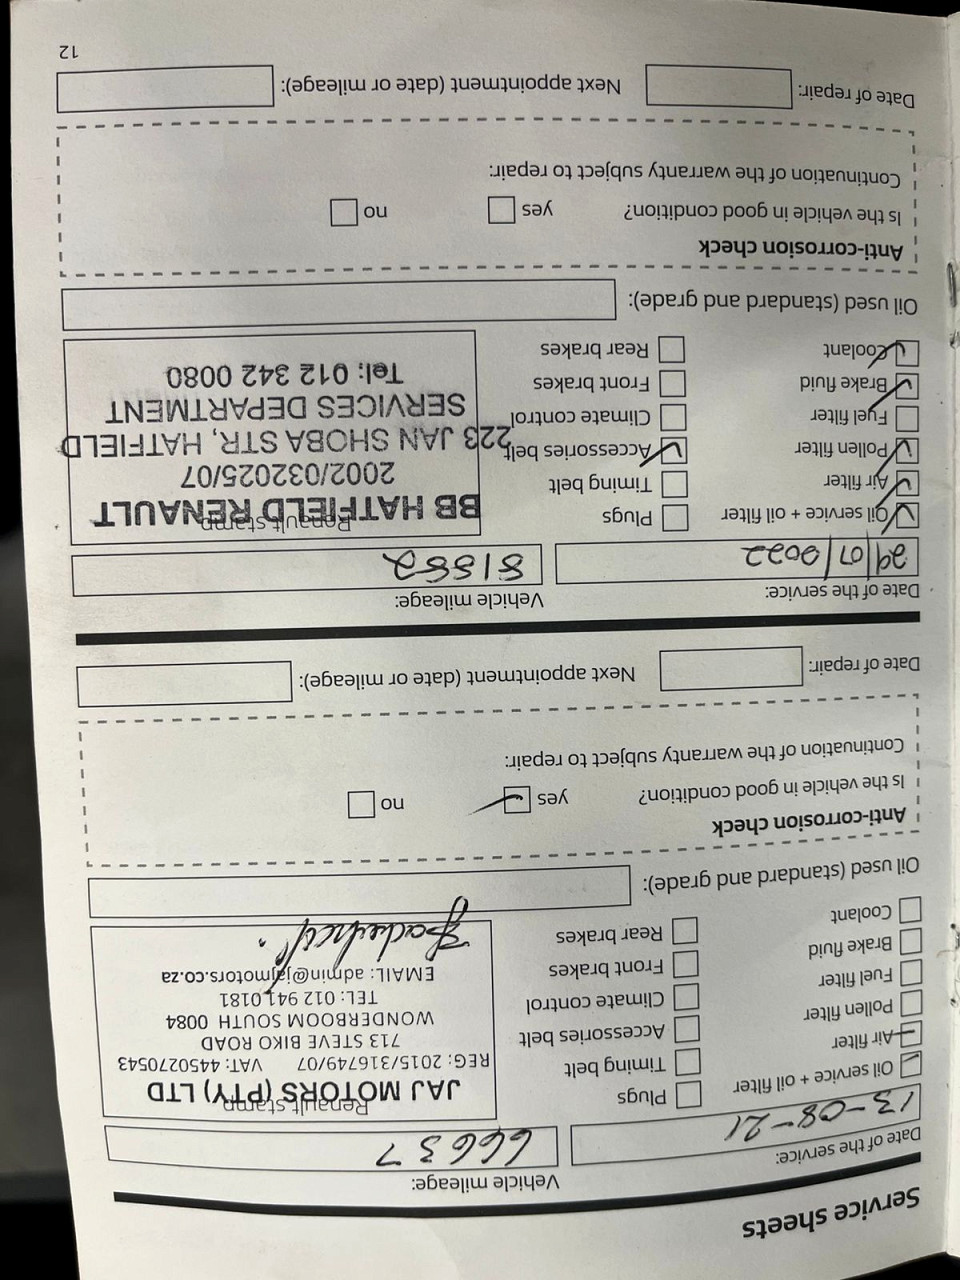 Service sheets
Date of the service:
Vehicle mileage:
13-08-21
66637
Oil service + oil filter
Air filter
Pollen filter
Fuel filter
Brake fluid
Coolant
Plugs
Timing belt
Accessories belt
Climate control
Front brakes
Rear brakes
Renault stamp
JAJ MOTORS (PTY) LTD
REG: 2015/316749/07 VAT: 4450270543
713 STEVE BIKO ROAD
WONDERBOOM SOUTH 0084
TEL: 012 941 0181
EMAIL: admin@jajmotors.co.za
Oil used (standard and grade):
Anti-corrosion check
Is the vehicle in good condition? yes no
Continuation of the warranty subject to repair:
Date of repair: Next appointment (date or mileage):
Date of the service:
Vehicle mileage:
29/07/2022
81582
Oil service + oil filter
Air filter
Pollen filter
Fuel filter
Brake fluid
Coolant
Plugs
Timing belt
Accessories belt
Climate control
Front brakes
Rear brakes
Renault stamp
BB HATFIELD RENAULT
2002/032025/07
223 JAN SHOBA STR, HATFIELD
SERVICES DEPARTMENT
Tel: 012 342 0080
Oil used (standard and grade):
Anti-corrosion check
Is the vehicle in good condition? yes no
Continuation of the warranty subject to repair:
Date of repair: Next appointment (date or mileage):
12